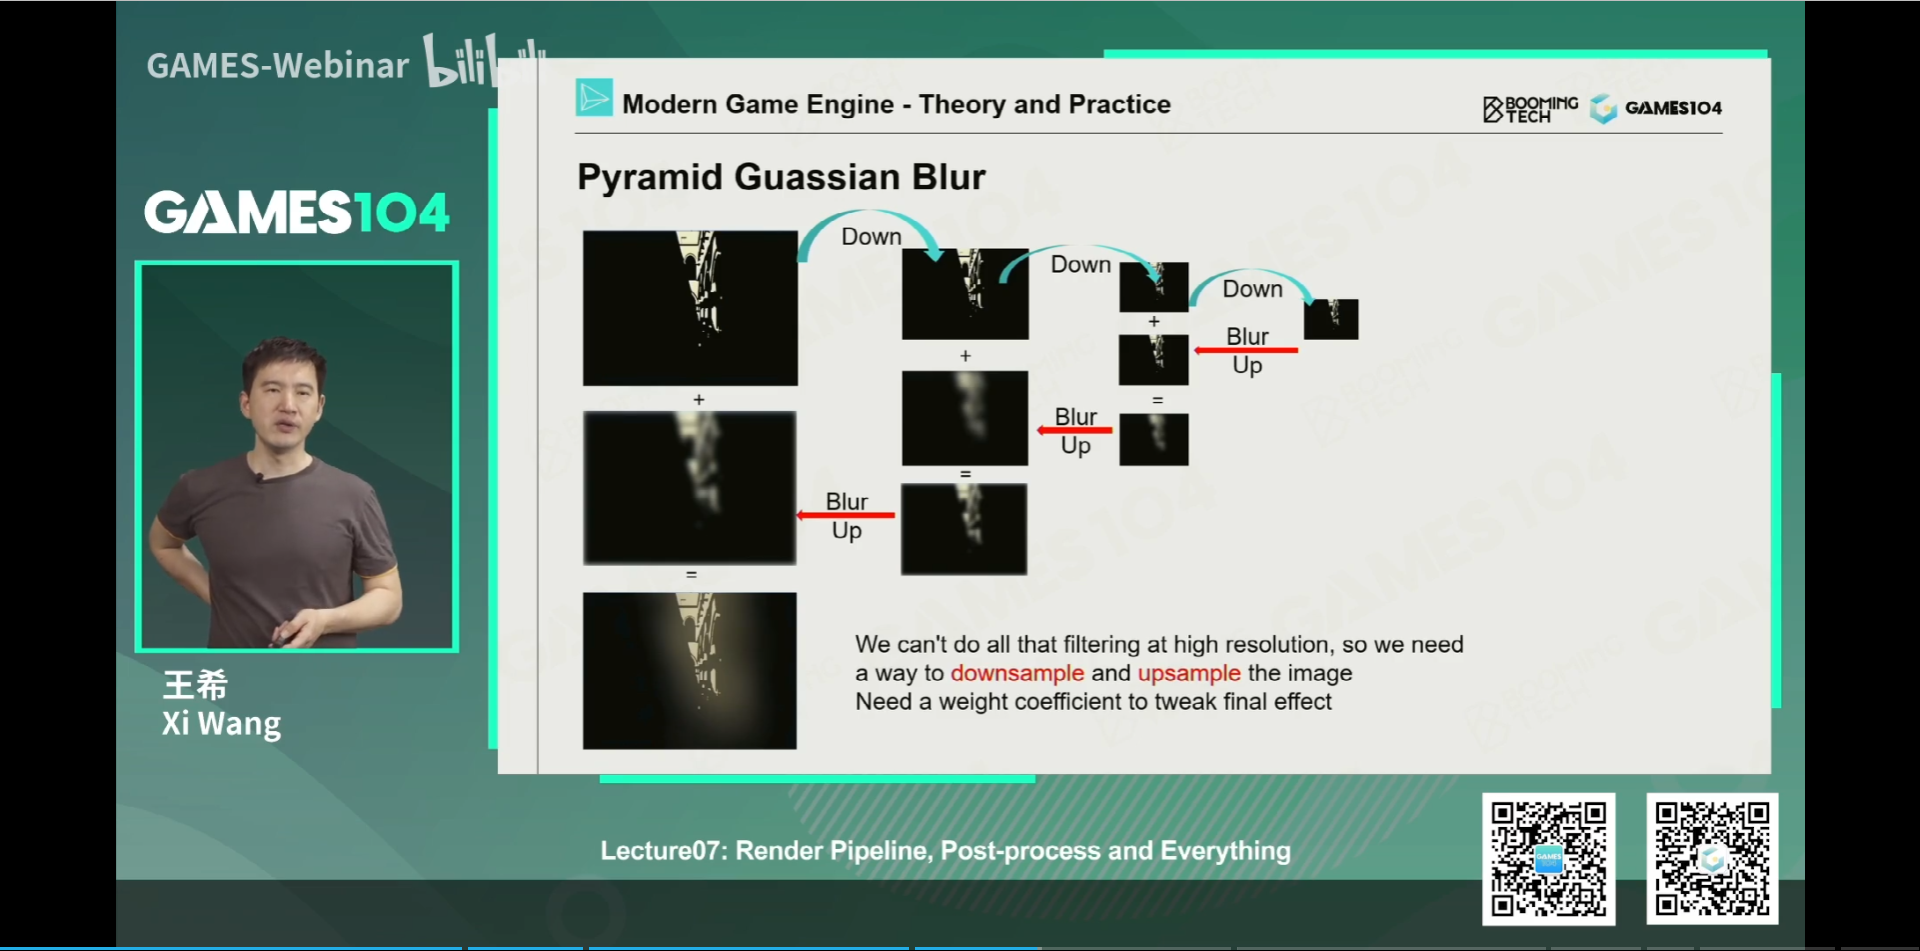 GAMES-Webinar bilibili
Modern Game Engine - Theory and Practice
BOOMING
TECH
GAMES104
Pyramid Guassian Blur
GAMES104
Down
Down
Down
+
Blur
Up
+
=
Blur
Up
+
=
Blur
Up
=
We can't do all that filtering at high resolution, so we need
a way to downsample and upsample the image
Need a weight coefficient to tweak final effect
王希
Xi Wang
Lecture07: Render Pipeline, Post-process and Everything